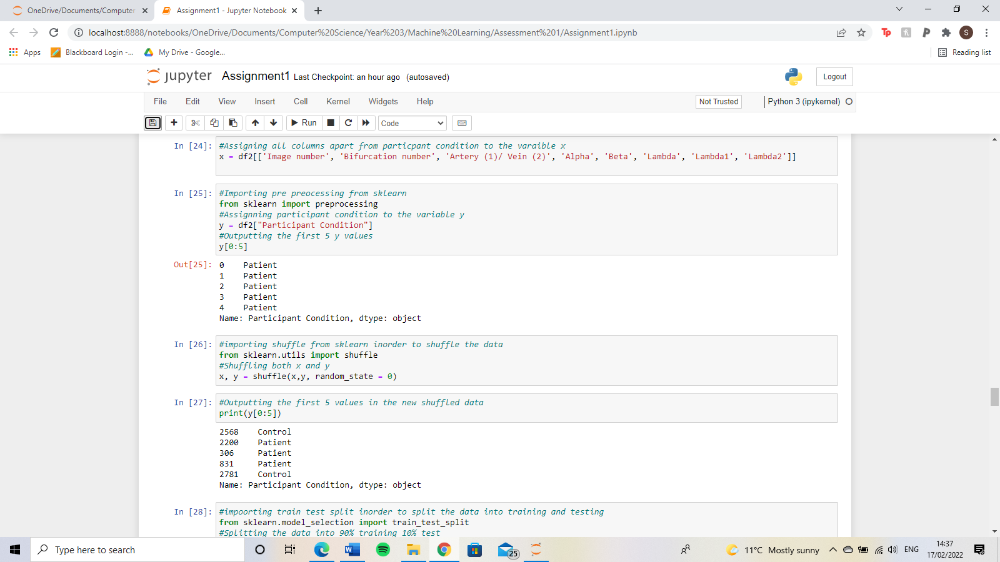 OneDrive/Documents/Computer
Assignment1 - Jupyter Notebook
localhost:8888/notebooks/OneDrive/Documents/Computer%20Science/Year%203/Machine%20Learning/Assessment%201/Assignment1.ipynb
S
Apps
Blackboard Login -...
My Drive - Google...
Reading list
jupyter
Assignment1 Last Checkpoint: an hour ago (autosaved)
Logout
File Edit View Insert Cell Kernel Widgets Help
Not Trusted
Python 3 (ipykernel)
Run
Code
In [24]: #Assigning all columns apart from particpant condition to the varaible x
x = df2[['Image number', 'Bifurcation number', 'Artery (1)/ Vein (2)', 'Alpha', 'Beta', 'Lambda', 'Lambda1', 'Lambda2']]
In [25]: #Importing pre preocessing from sklearn
from sklearn import preprocessing
#Assignning participant condition to the variable y
y = df2["Participant Condition"]
#Outputting the first 5 y values
y[0:5]
Out[25]: 0 Patient
1 Patient
2 Patient
3 Patient
4 Patient
Name: Participant Condition, dtype: object
In [26]: #importing shuffle from sklearn inorder to shuffle the data
from sklearn.utils import shuffle
#Shuffling both x and y
x, y = shuffle(x,y, random_state = 0)
In [27]: #Outputting the first 5 values in the new shuffled data
print(y[0:5])
2568 Control
2200 Patient
306 Patient
831 Patient
2781 Control
Name: Participant Condition, dtype: object
In [28]: #impoorting train test split inorder to split the data into training and testing
from sklearn.model_selection import train_test_split
#Splitting the data into 90% training 10% test
Type here to search
25
11°C Mostly sunny
ENG
14:37
17/02/2022